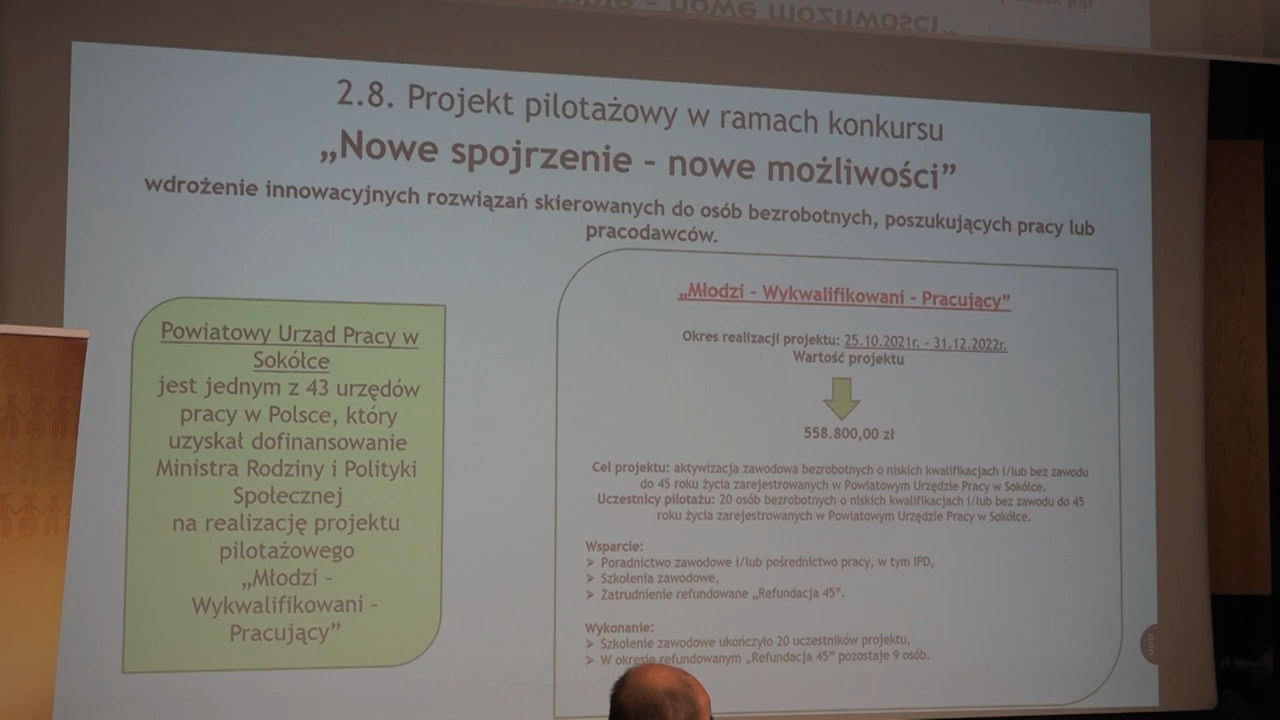 2.8. Projekt pilotażowy w ramach konkursu
„Nowe spojrzenie - nowe możliwości”
wdrożenie innowacyjnych rozwiązań skierowanych do osób bezrobotnych, poszukujących pracy lub
pracodawców.
Powiatowy Urząd Pracy w
Sokółce
jest jednym z 43 urzędów
pracy w Polsce, który
uzyskał dofinansowanie
Ministra Rodziny i Polityki
Społecznej
na realizację projektu
pilotażowego
„Młodzi -
Wykwalifikowani -
Pracujący”
„Młodzi - Wykwalifikowani - Pracujący”
Okres realizacji projektu: 25.10.2021r. - 31.12.2022r.
Wartość projektu
558.800,00 zł
Cel projektu: aktywizacja zawodowa bezrobotnych o niskich kwalifikacjach i/lub bez zawodu
do 45 roku życia zarejestrowanych w Powiatowym Urzędzie Pracy w Sokółce.
Uczestnicy pilotażu: 20 osób bezrobotnych o niskich kwalifikacjach i/lub bez zawodu do 45
roku życia zarejestrowanych w Powiatowym Urzędzie Pracy w Sokółce.
Wsparcie:
➢ Poradnictwo zawodowe i/lub pośrednictwo pracy, w tym IPD,
➢ Szkolenia zawodowe,
➢ Zatrudnienie refundowane „Refundacja 45”.
Wykonanie:
➢ Szkolenie zawodowe ukończyło 20 uczestników projektu,
➢ W okresie refundowanym „Refundacja 45” pozostaje 9 osób.